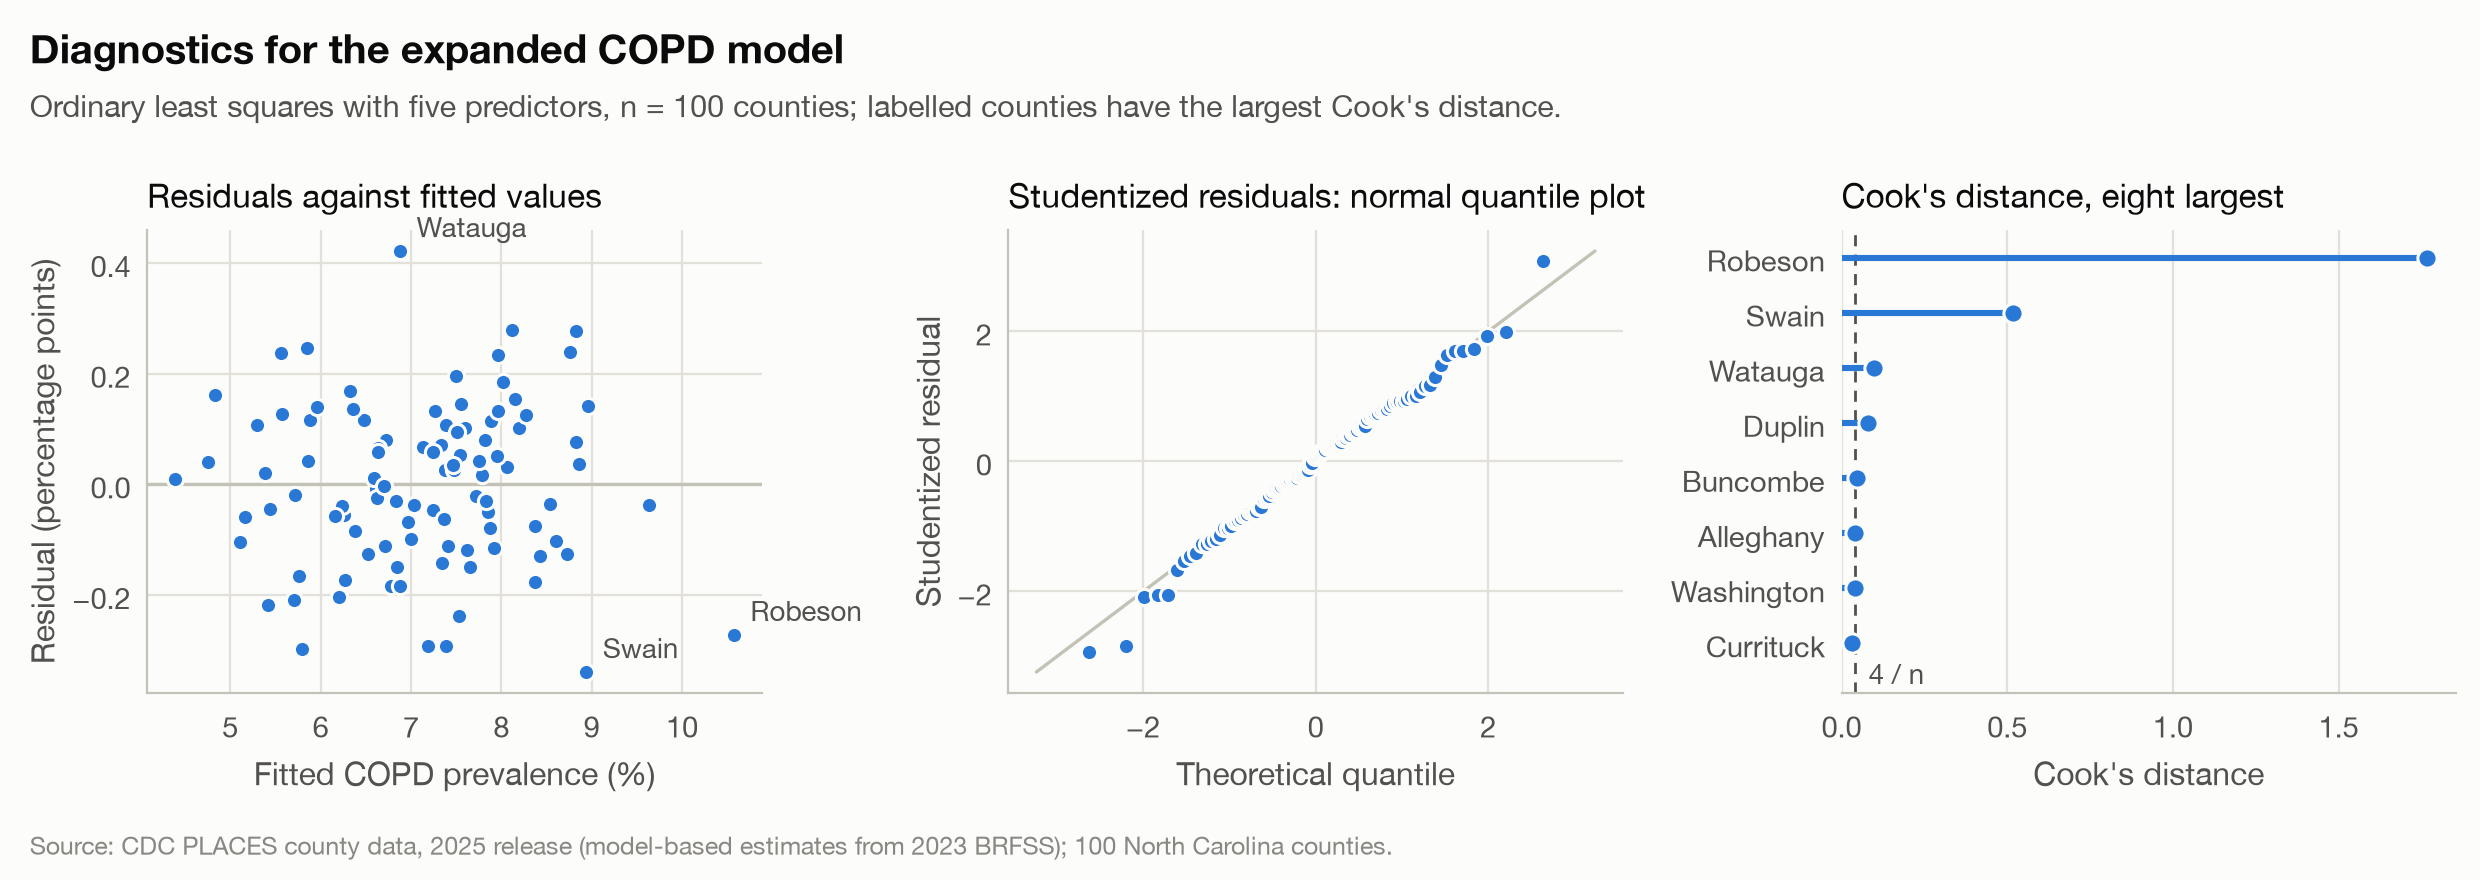 Diagnostics for the expanded COPD model
Ordinary least squares with five predictors, n = 100 counties; labelled counties have the largest Cook's distance.
Residuals against fitted values
Watauga
0.4
0.2
0.0
−0.2
Residual (percentage points)
Robeson
Swain
5 6 7 8 9 10
Fitted COPD prevalence (%)
Studentized residuals: normal quantile plot
2
0
−2
Studentized residual
−2 0 2
Theoretical quantile
Cook's distance, eight largest
Robeson
Swain
Watauga
Duplin
Buncombe
Alleghany
Washington
Currituck
4 / n
0.0 0.5 1.0 1.5
Cook's distance
Source: CDC PLACES county data, 2025 release (model-based estimates from 2023 BRFSS); 100 North Carolina counties.